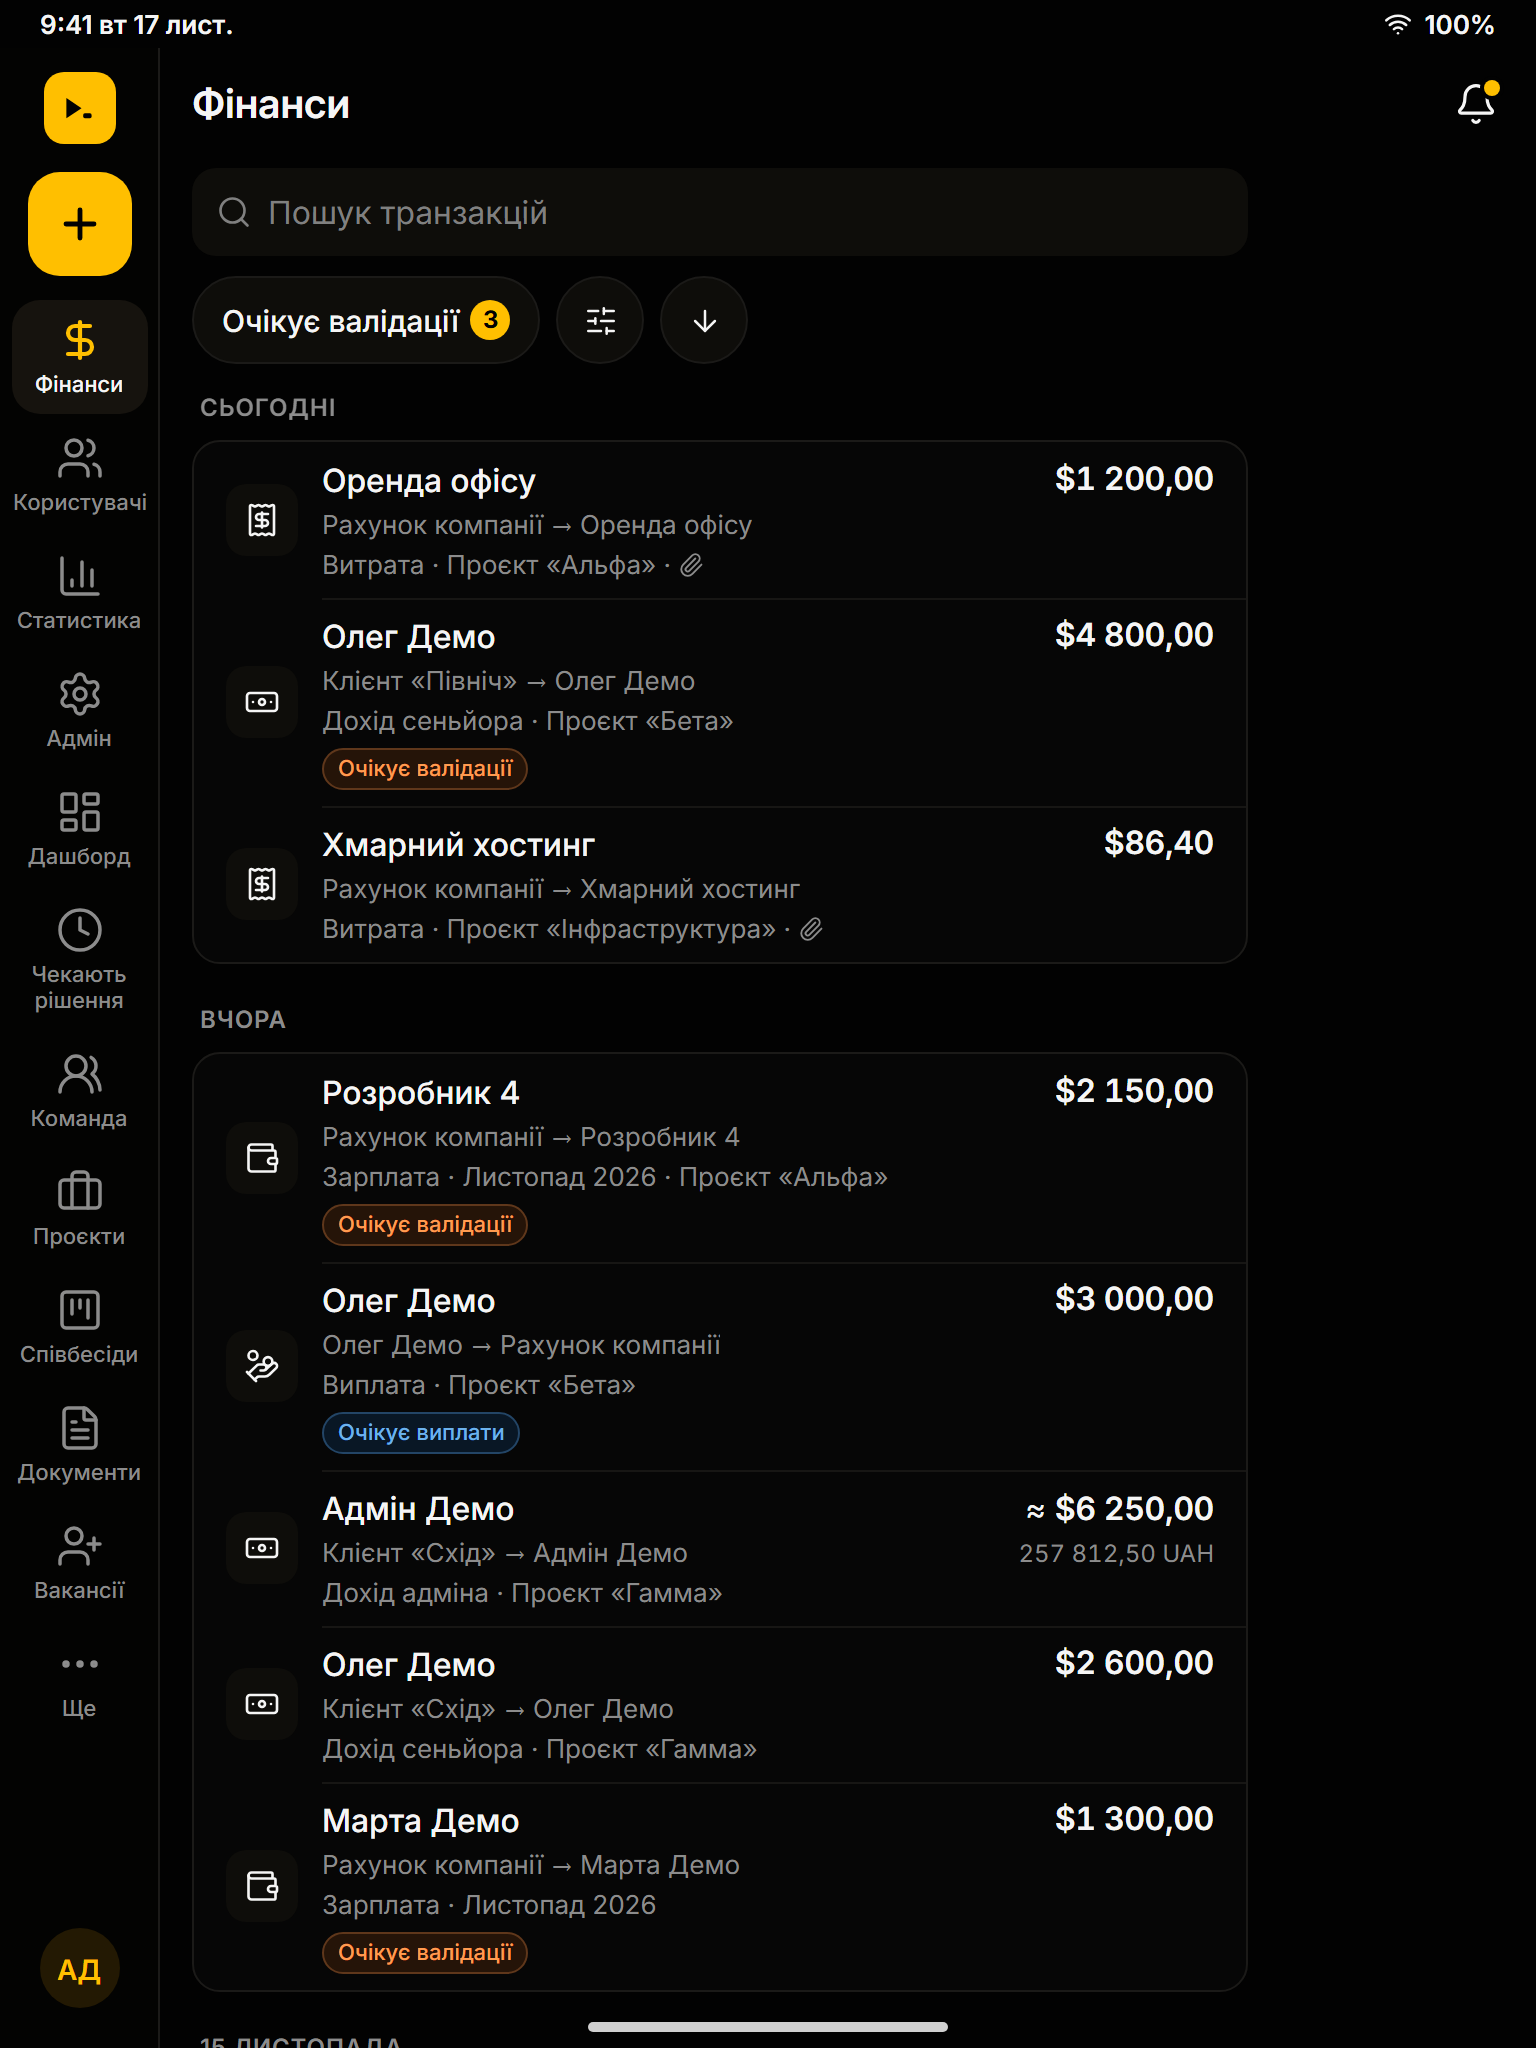 9:41 вт 17 лист.
100%
Фінанси
Пошук транзакцій
Очікує валідації 3
Фінанси
Користувачі
Статистика
Адмін
Дашборд
Чекають
рішення
Команда
Проєкти
Співбесіди
Документи
Вакансії
Ще
АД
СЬОГОДНІ
Оренда офісу
$1 200,00
Рахунок компанії → Оренда офісу
Витрата · Проєкт «Альфа» ·
Олег Демо
$4 800,00
Клієнт «Північ» → Олег Демо
Дохід сеньйора · Проєкт «Бета»
Очікує валідації
Хмарний хостинг
$86,40
Рахунок компанії → Хмарний хостинг
Витрата · Проєкт «Інфраструктура» ·
ВЧОРА
Розробник 4
$2 150,00
Рахунок компанії → Розробник 4
Зарплата · Листопад 2026 · Проєкт «Альфа»
Очікує валідації
Олег Демо
$3 000,00
Олег Демо → Рахунок компанії
Виплата · Проєкт «Бета»
Очікує виплати
Адмін Демо
≈ $6 250,00
Клієнт «Схід» → Адмін Демо
257 812,50 UAH
Дохід адміна · Проєкт «Гамма»
Олег Демо
$2 600,00
Клієнт «Схід» → Олег Демо
Дохід сеньйора · Проєкт «Гамма»
Марта Демо
$1 300,00
Рахунок компанії → Марта Демо
Зарплата · Листопад 2026
Очікує валідації
15 ЛИСТОПАДА